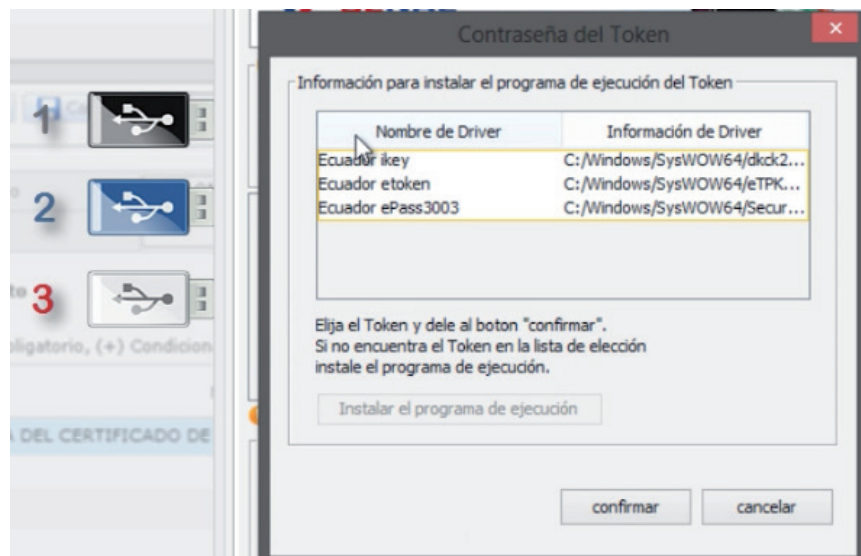 Contraseña del Token
Información para instalar el programa de ejecución del Token
Nombre de Driver Información de Driver
Ecuador ikey C:/Windows/SysWOW64/dkck2...
Ecuador etoken C:/Windows/SysWOW64/eTPK...
Ecuador ePass3003 C:/Windows/SysWOW64/Secur...
Elija el Token y dele al boton "confirmar".
Si no encuentra el Token en la lista de elección
instale el programa de ejecución.
Instalar el programa de ejecución
confirmar cancelar
1
2
3
bligatorio, (+) Condicion
DEL CERTIFICADO DE